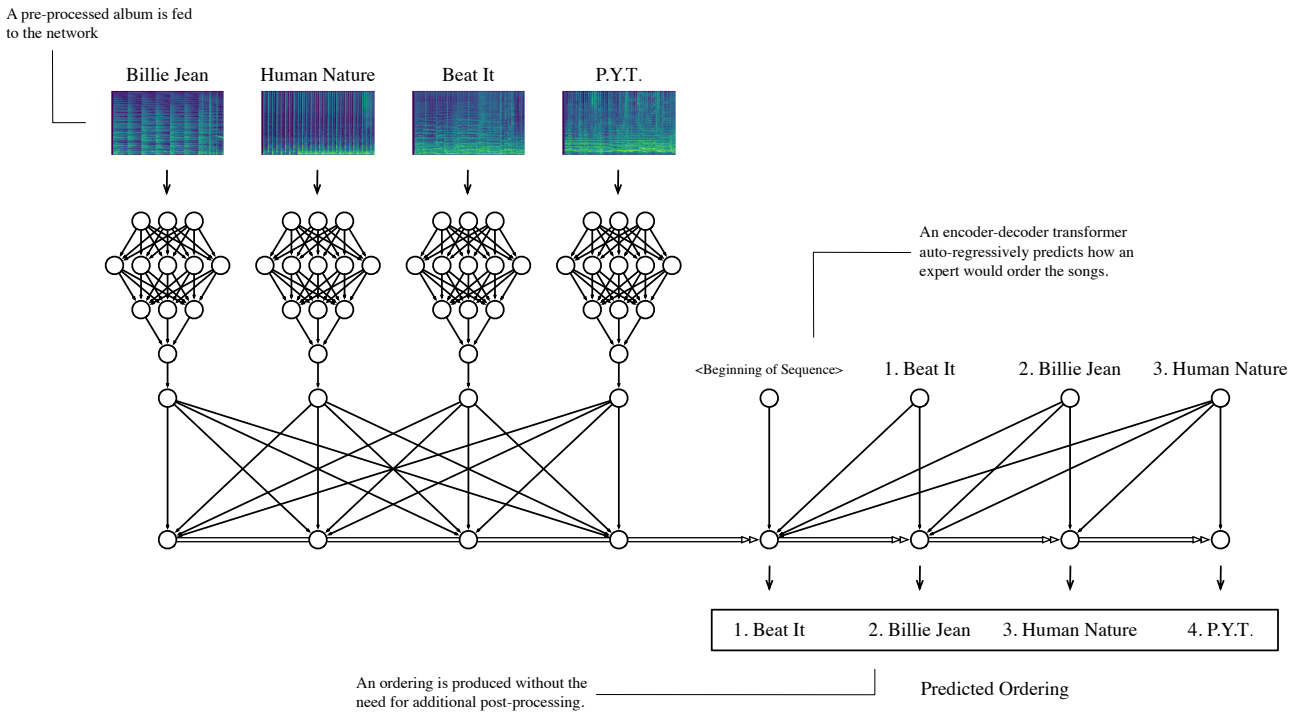 A pre-processed album is fed
to the network
Billie Jean
Human Nature
Beat It
P.Y.T.
An encoder-decoder transformer
auto-regressively predicts how an
expert would order the songs.
<Beginning of Sequence>
1. Beat It
2. Billie Jean
3. Human Nature
1. Beat It
2. Billie Jean
3. Human Nature
4. P.Y.T.
An ordering is produced without the
need for additional post-processing.
Predicted Ordering